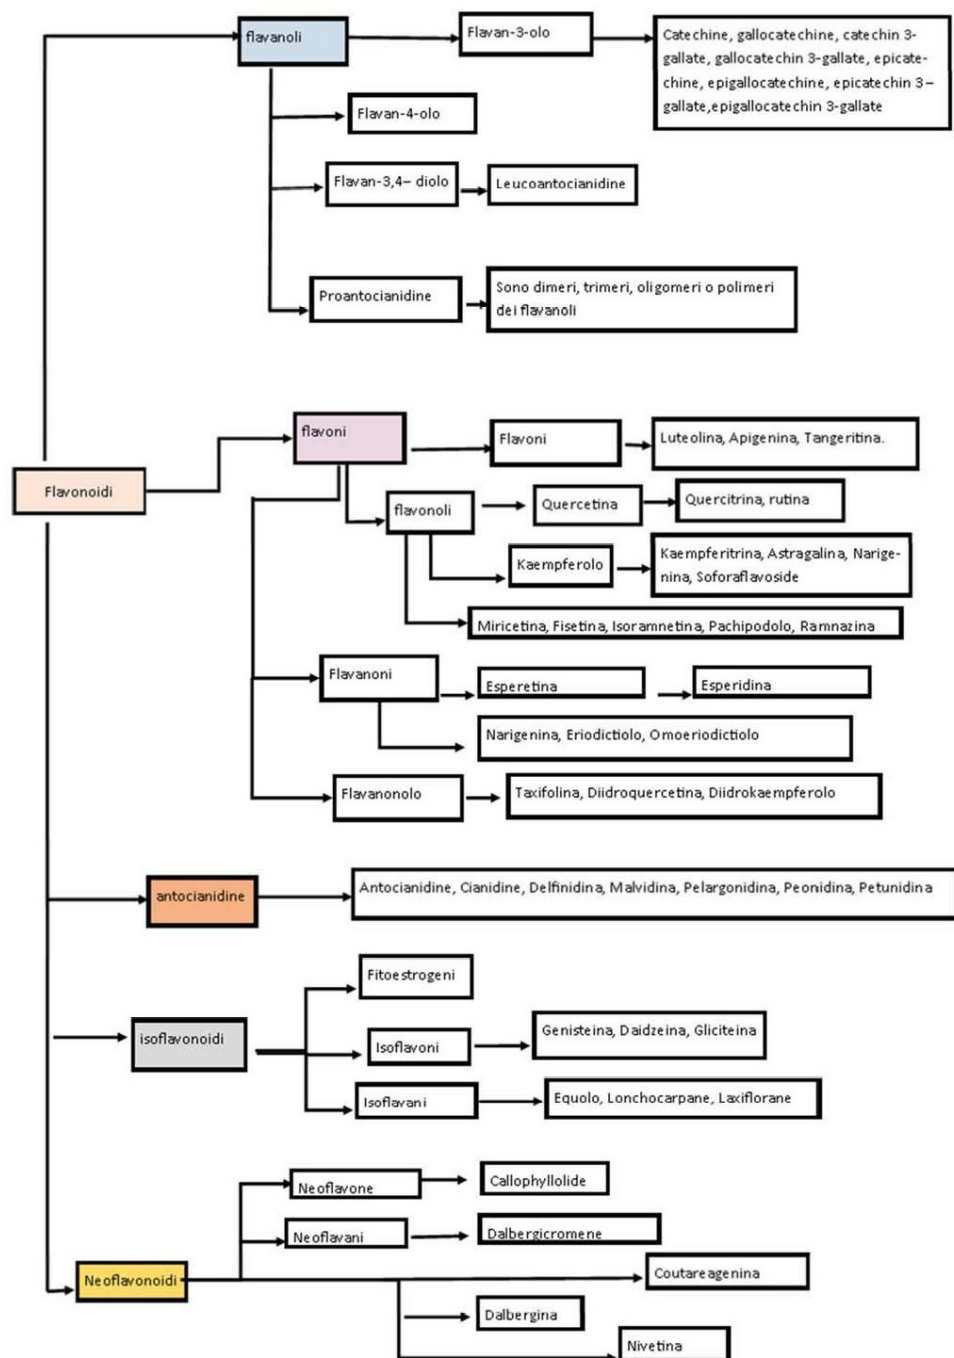 flavanoli
Flavan-3-olo
Catechine, gallocatechine, catechin 3-
gallate, gallocatechin 3-gallate, epicate-
chine, epigallocatechine, epicatechin 3–
gallate,epigallocatechin 3-gallate
Flavan-4-olo
Flavan-3,4– diolo
Leucoantocianidine
Proantocianidine
Sono dimeri, trimeri, oligomeri o polimeri
dei flavanoli
Flavonoidi
flavoni
Flavoni
Luteolina, Apigenina, Tangeritina.
flavonoli
Quercetina
Quercitrina, rutina
Kaempferolo
Kaempferitrina, Astragalina, Narige-
nina, Soforaflavoside
Miricetina, Fisetina, Isoramnetina, Pachipodolo, Ramnazina
Flavanoni
Esperetina
Esperidina
Narigenina, Eriodictiolo, Omoeriodictiolo
Flavanonolo
Taxifolina, Diidroquercetina, Diidrokaempferolo
antocianidine
Antocianidine, Cianidine, Delfinidina, Malvidina, Pelargonidina, Peonidina, Petunidina
isoflavonoidi
Fitoestrogeni
Isoflavoni
Genisteina, Daidzeina, Gliciteina
Isoflavani
Equolo, Lonchocarpane, Laxiflorane
Neoflavonoidi
Neoflavone
Callophyllolide
Neoflavani
Dalbergicromene
Coutareagenina
Dalbergina
Nivetina